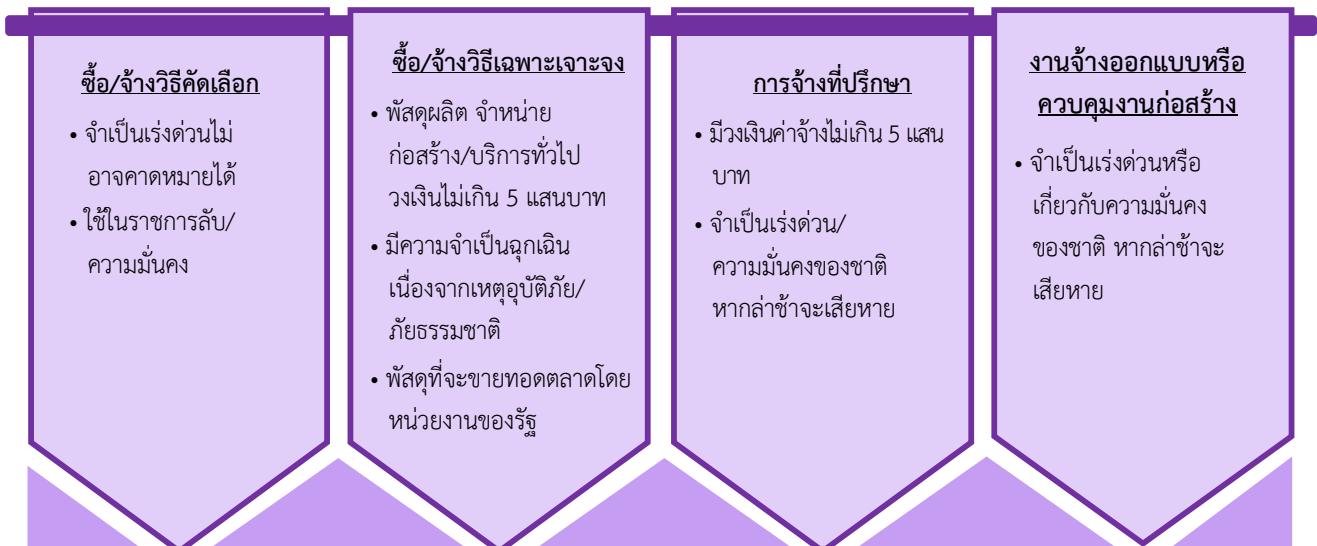 ซื้อ/จ้างวิธีคัดเลือก
• จำเป็นเร่งด่วนไม่
อาจคาดหมายได้
• ใช้ในราชการลับ/
ความมั่นคง
ซื้อ/จ้างวิธีเฉพาะเจาะจง
• พัสดุผลิต จำหน่าย
ก่อสร้าง/บริการทั่วไป
วงเงินไม่เกิน 5 แสนบาท
• มีความจำเป็นฉุกเฉิน
เนื่องจากเหตุอุบัติภัย/
ภัยธรรมชาติ
• พัสดุที่จะขายทอดตลาดโดย
หน่วยงานของรัฐ
การจ้างที่ปรึกษา
• มีวงเงินค่าจ้างไม่เกิน 5 แสน
บาท
• จำเป็นเร่งด่วน/
ความมั่นคงของชาติ
หากล่าช้าจะเสียหาย
งานจ้างออกแบบหรือ
ควบคุมงานก่อสร้าง
• จำเป็นเร่งด่วนหรือ
เกี่ยวกับความมั่นคง
ของชาติ หากล่าช้าจะ
เสียหาย